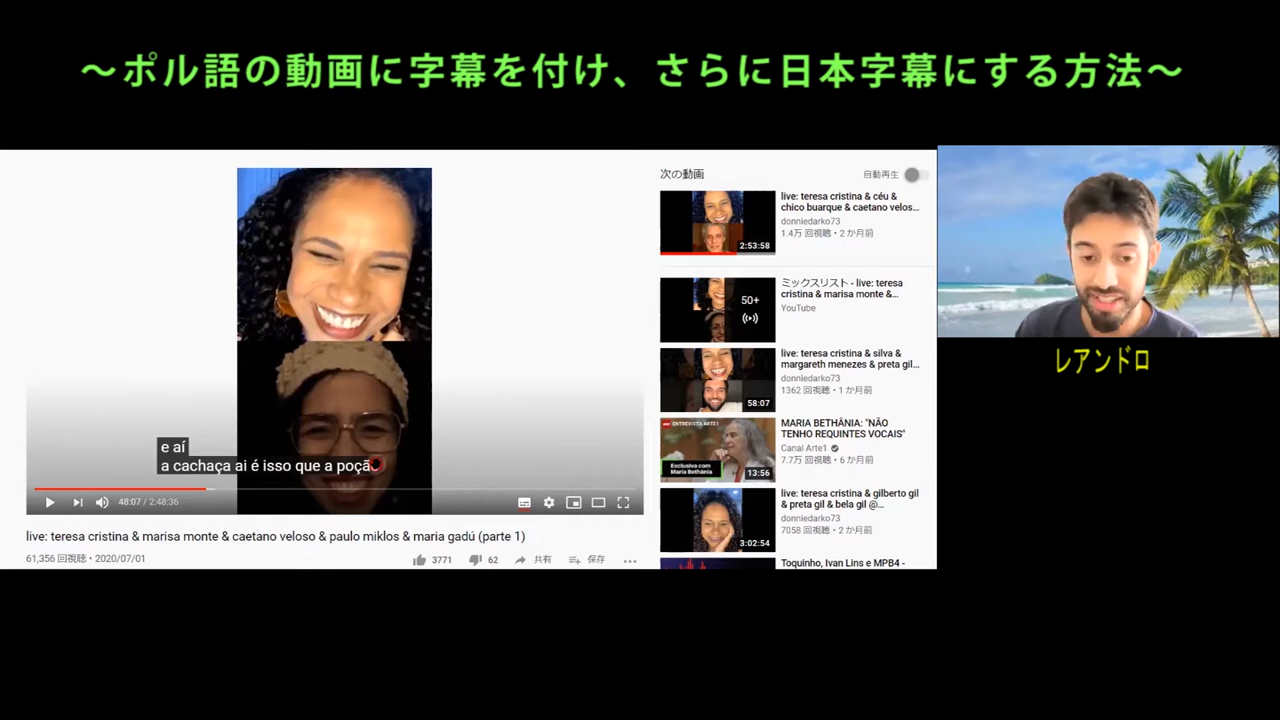 ～ポル語の動画に字幕を付け、さらに日本字幕にする方法～
e aí
a cachaça ai é isso que a poçã
48:07 / 2:48:36
live: teresa cristina & marisa monte & caetano veloso & paulo miklos & maria gadú (parte 1)
61,356 回視聴・2020/07/01
3771
62
共有
保存
次の動画
自動再生
2:53:58
live: teresa cristina & céu &
chico buarque & caetano velos...
donniedarko73
1.4万 回視聴・2 か月前
50+
ミックスリスト - live: teresa
cristina & marisa monte &...
YouTube
58:07
live: teresa cristina & silva &
margareth menezes & preta gil...
donniedarko73
1362 回視聴・1 か月前
ENTREVISTA ARTE1
Exclusiva com
Maria Bethânia
13:56
MARIA BETHÂNIA: "NÃO
TENHO REQUINTES VOCAIS"
Canal Arte1
7.7万 回視聴・6 か月前
3:02:54
live: teresa cristina & gilberto gil
& preta gil & bela gil @...
donniedarko73
7058 回視聴・2 か月前
Toquinho, Ivan Lins e MPB4 -
レアンドロ